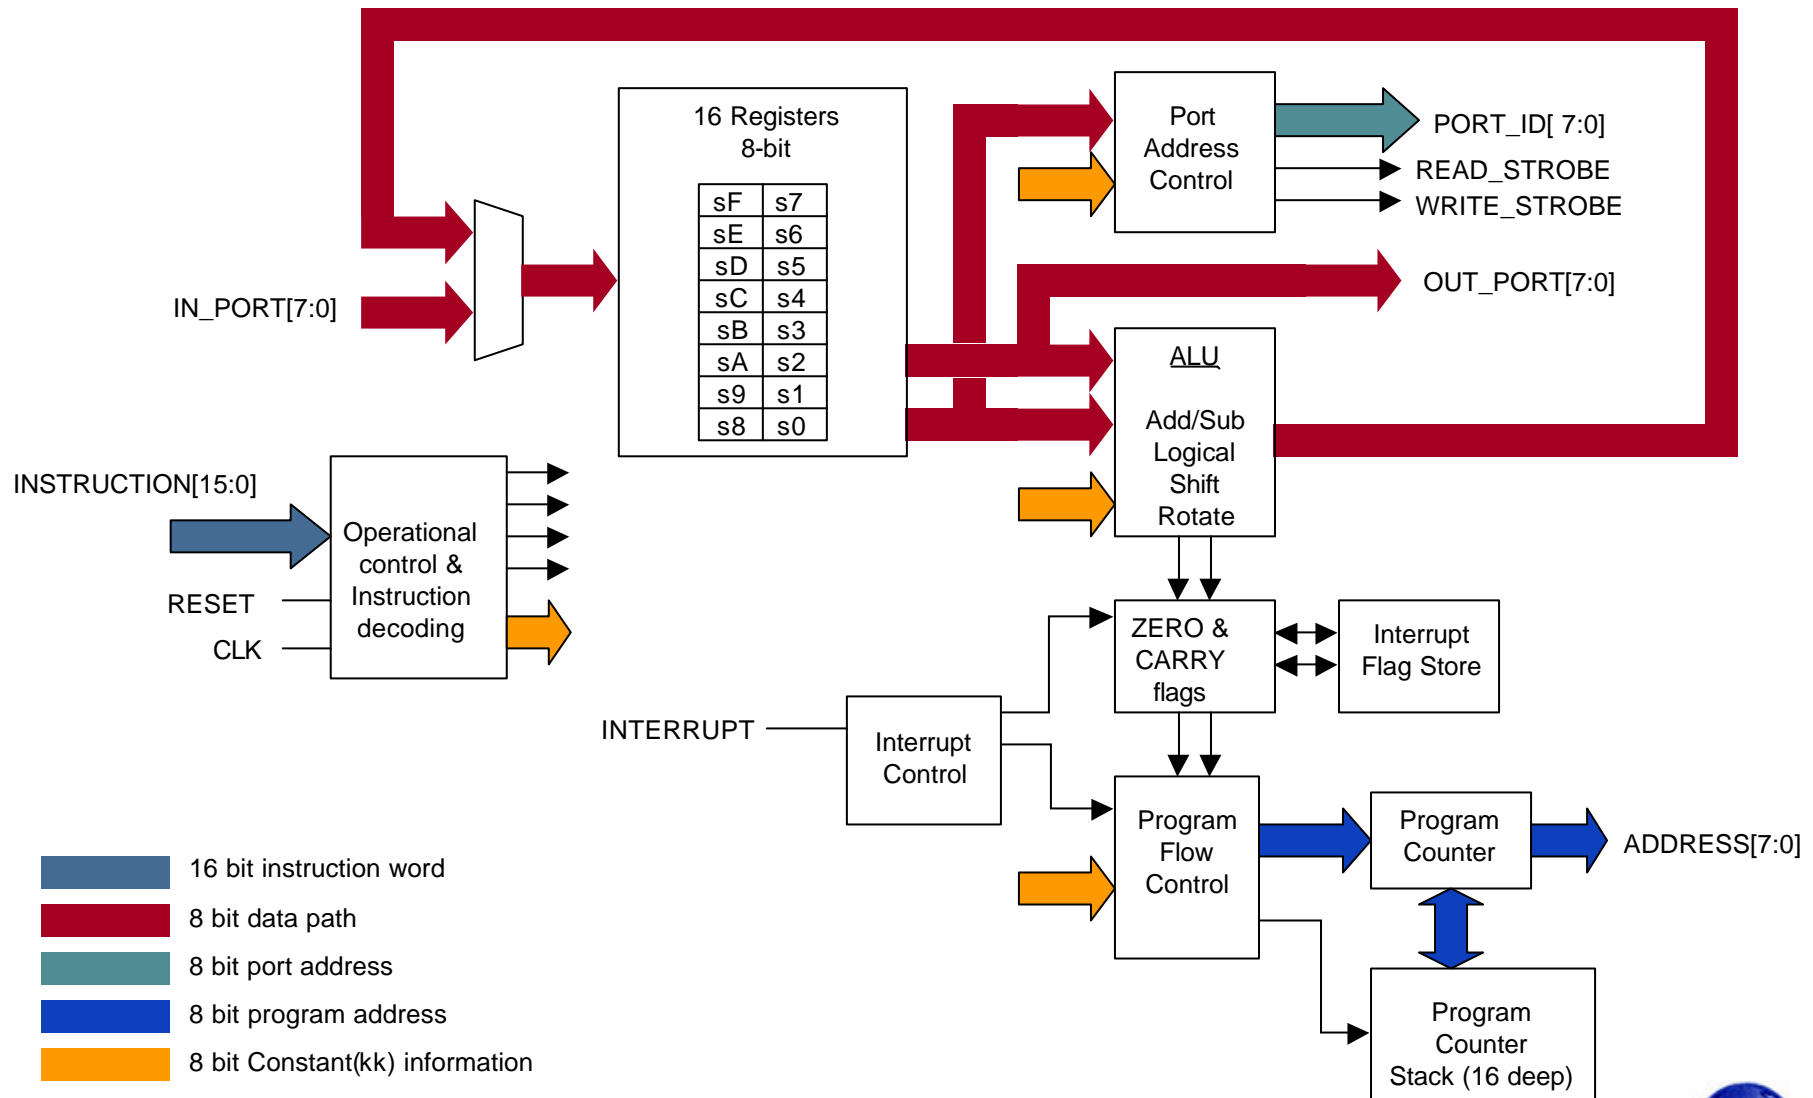 16 Registers
8-bit
sF s7
sE s6
sD s5
sC s4
sB s3
sA s2
s9 s1
s8 s0
Port
Address
Control
PORT_ID[ 7:0]
READ_STROBE
WRITE_STROBE
IN_PORT[7:0]
OUT_PORT[7:0]
ALU
Add/Sub
Logical
Shift
Rotate
INSTRUCTION[15:0]
Operational
control &
Instruction
decoding
RESET
CLK
ZERO &
CARRY
flags
Interrupt
Flag Store
INTERRUPT
Interrupt
Control
Program
Flow
Control
Program
Counter
ADDRESS[7:0]
Program
Counter
Stack (16 deep)
16 bit instruction word
8 bit data path
8 bit port address
8 bit program address
8 bit Constant(kk) information